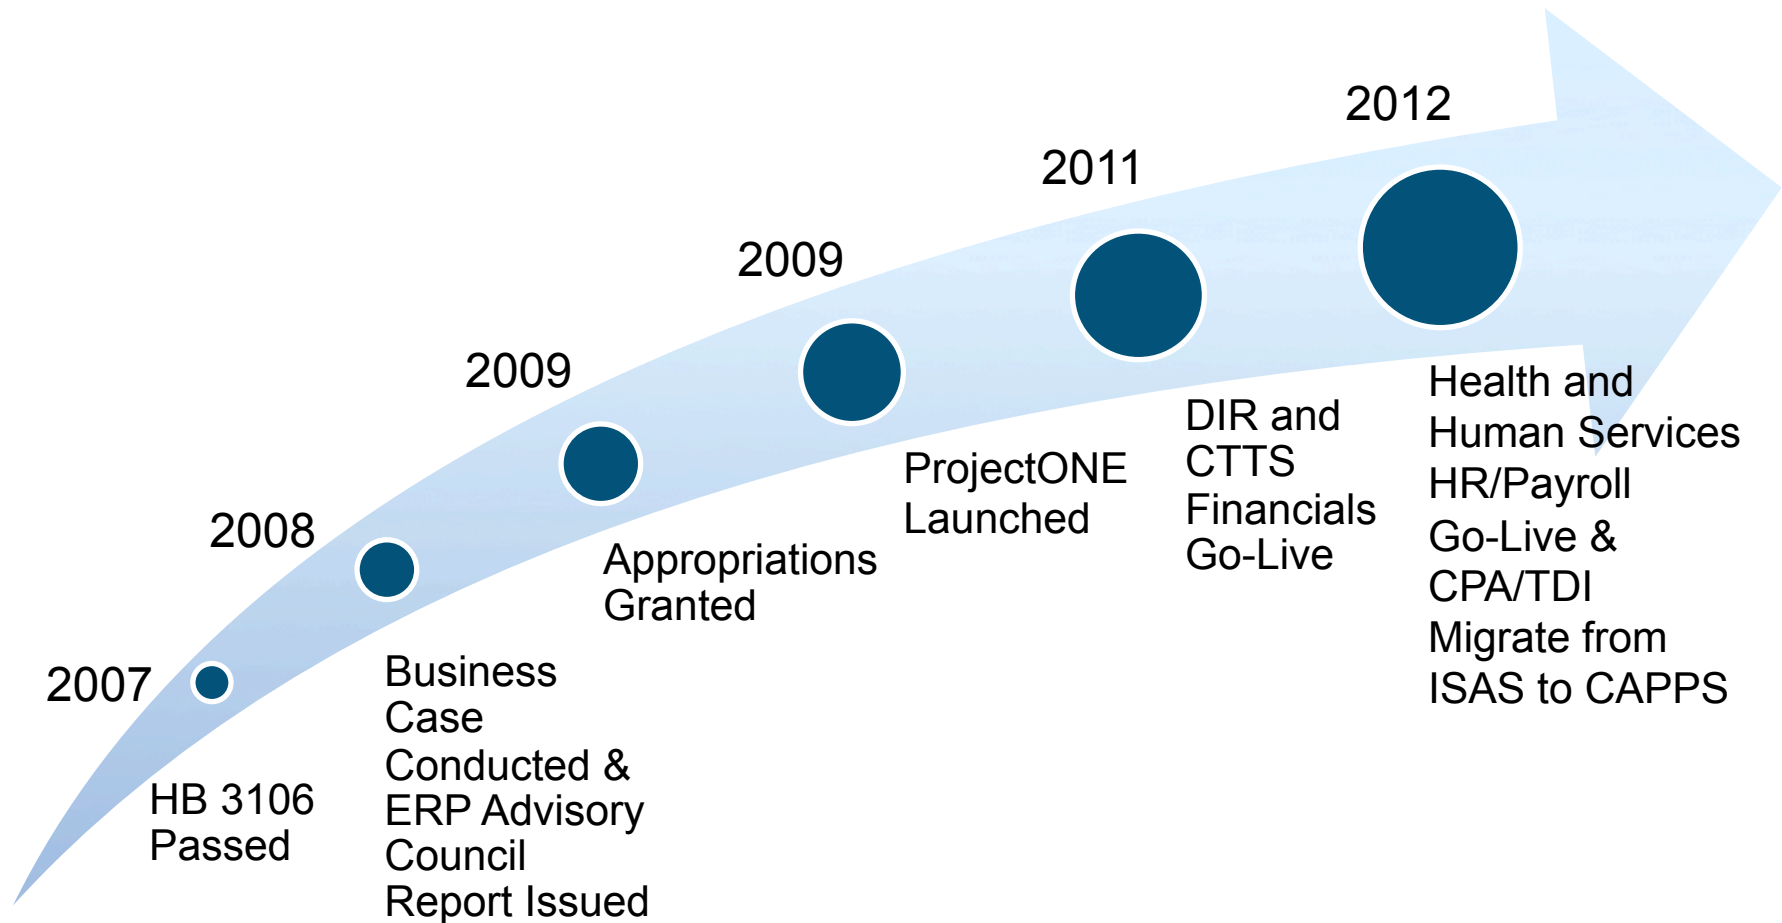 2007
HB 3106
Passed
2008
Business
Case
Conducted &
ERP Advisory
Council
Report Issued
2009
Appropriations
Granted
2009
ProjectONE
Launched
2011
DIR and
CTTS
Financials
Go-Live
2012
Health and
Human Services
HR/Payroll
Go-Live &
CPA/TDI
Migrate from
ISAS to CAPPS